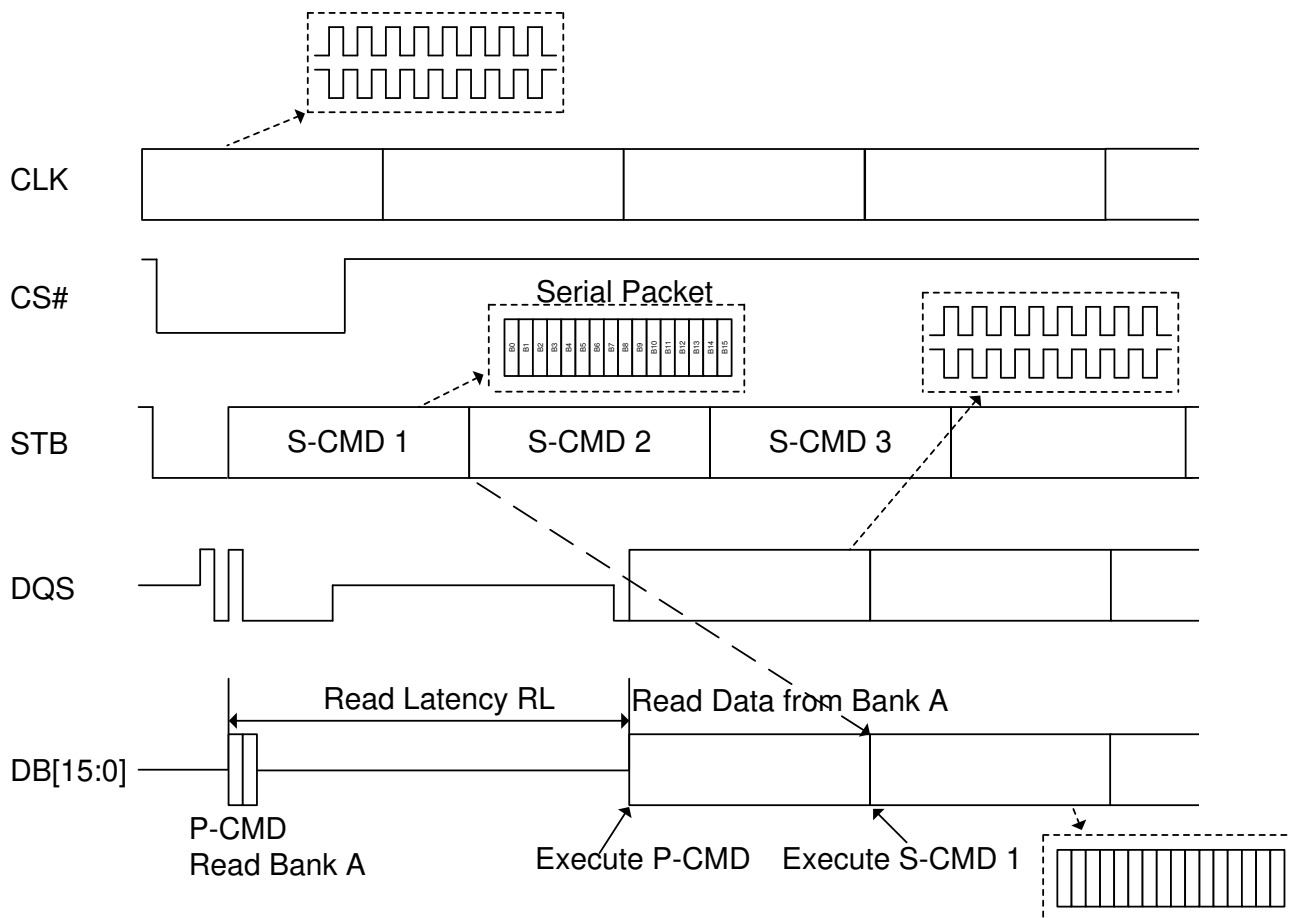 CLK
CS#
Serial Packet
B0 B1 B2 B3 B4 B5 B6 B7 B8 B9 B10 B11 B12 B13 B14 B15
STB
S-CMD 1
S-CMD 2
S-CMD 3
DQS
Read Latency RL
Read Data from Bank A
DB[15:0]
P-CMD
Read Bank A
Execute P-CMD
Execute S-CMD 1